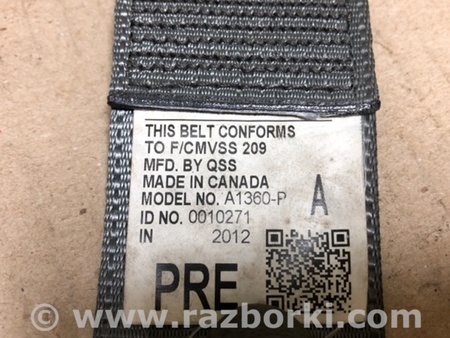 THIS BELT CONFORMS
TO F/CMVSS 209
MFD. BY QSS
MADE IN CANADA
MODEL NO. A1360-P
A
ID NO. 0010271
IN 2012
PRE
www.razborki.com